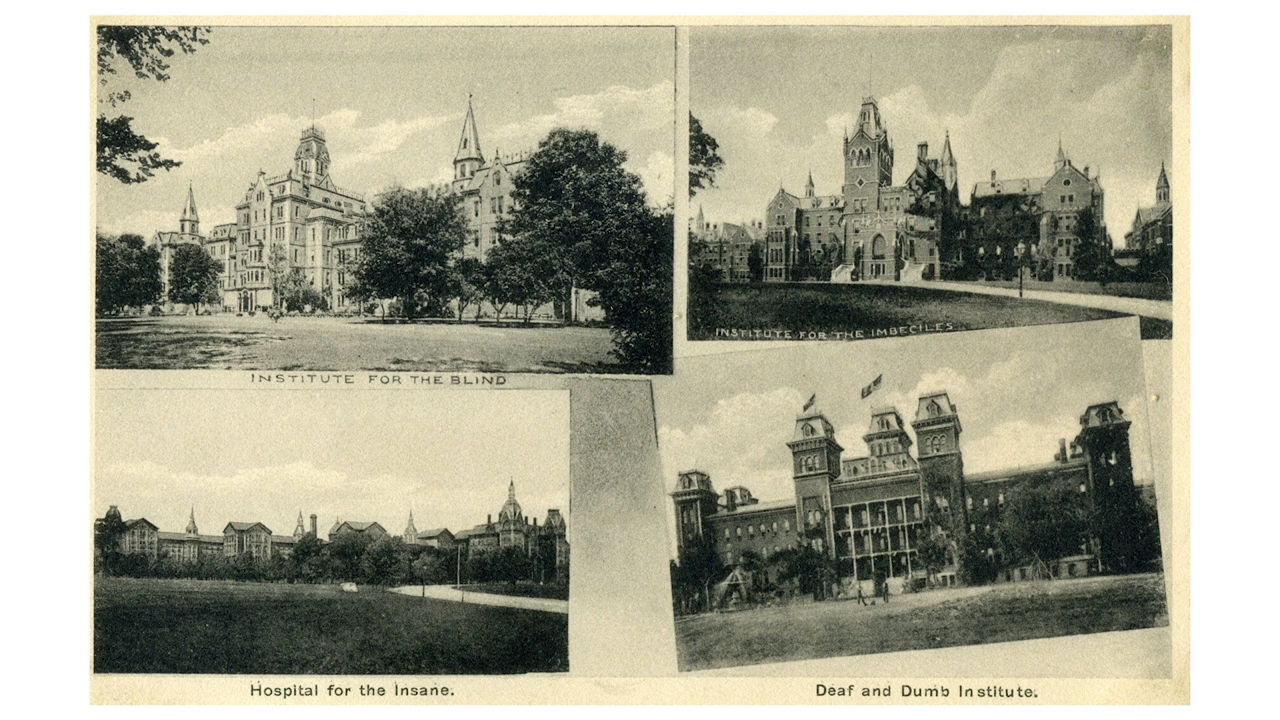 INSTITUTE FOR THE IMBECILES.
INSTITUTE FOR THE BLIND
Hospital for the Insane.
Deaf and Dumb Institute.